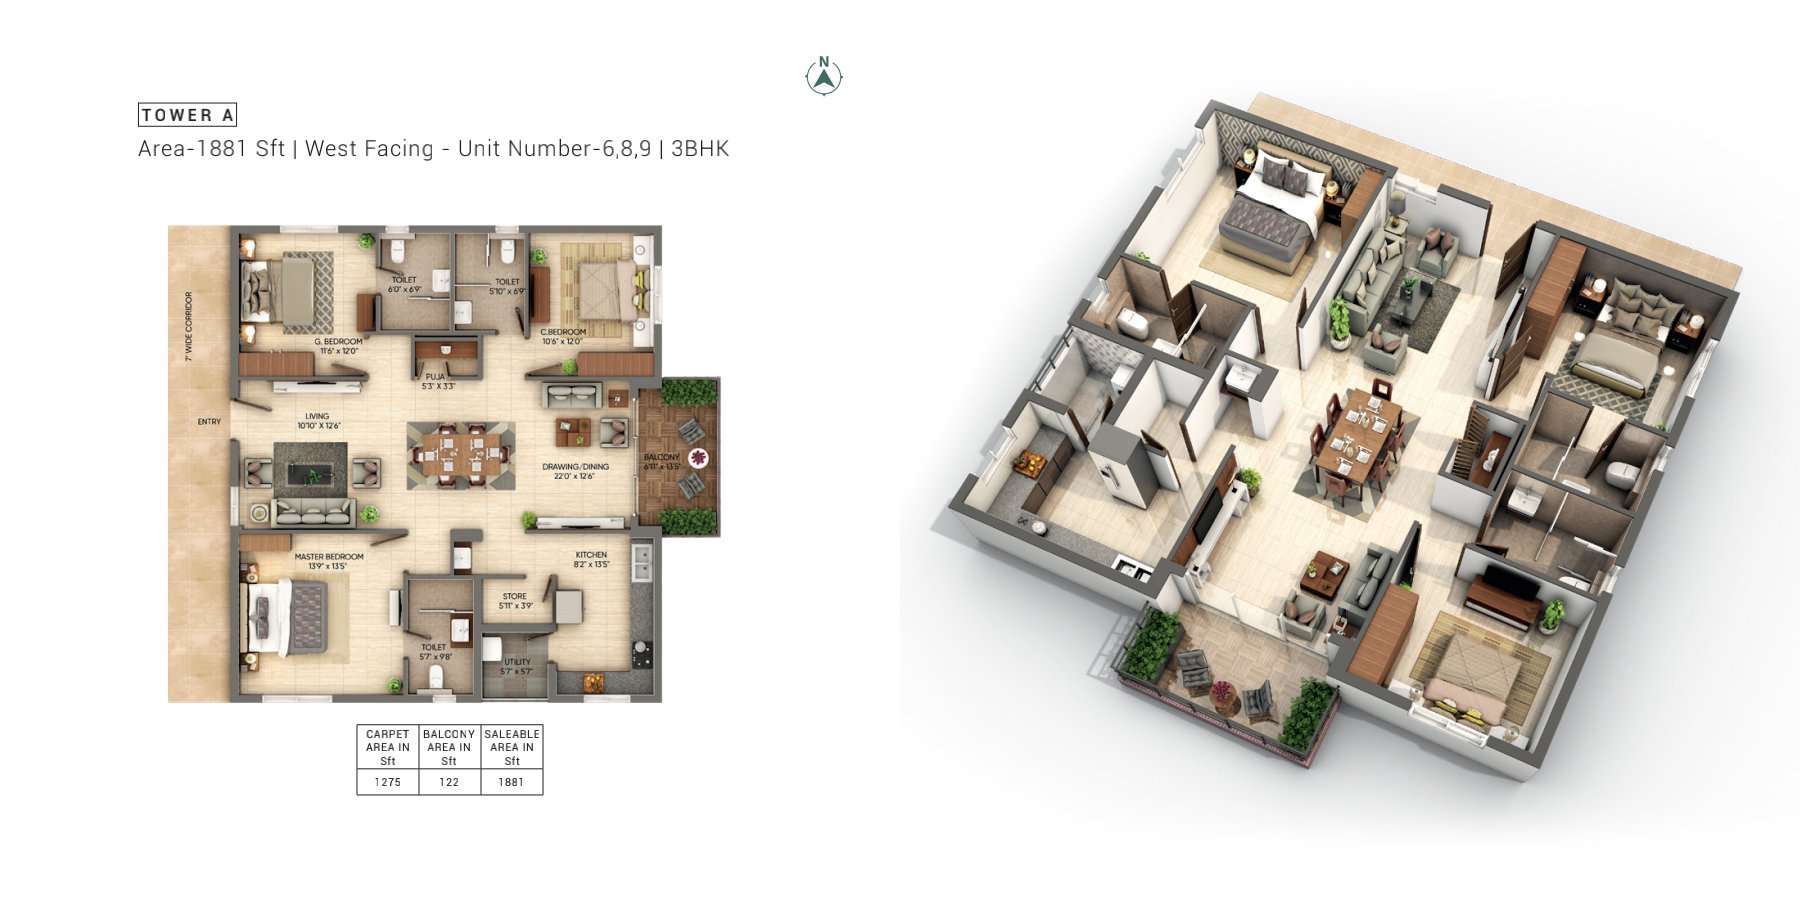 N
TOWER A
Area-1881 Sft | West Facing - Unit Number-6,8,9 | 3BHK
7' WIDE CORRIDOR
ENTRY
TOILET
6'0" x 6'9"
TOILET
5'10" x 6'9"
G. BEDROOM
11'6" x 12'0"
C.BEDROOM
10'6" x 12'0"
PUJA
5'3" X 3'3"
LIVING
10'10" X 12'6"
DRAWING/DINING
22'0" x 12'6"
BALCONY
6'11" x 13'5"
MASTER BEDROOM
13'9" x 13'5"
KITCHEN
8'2" x 13'5"
STORE
5'11" x 3'9"
TOILET
5'7" x 9'8"
UTILITY
5'7" x 5'7"
CARPET AREA IN Sft
BALCONY AREA IN Sft
SALEABLE AREA IN Sft
1275
122
1881